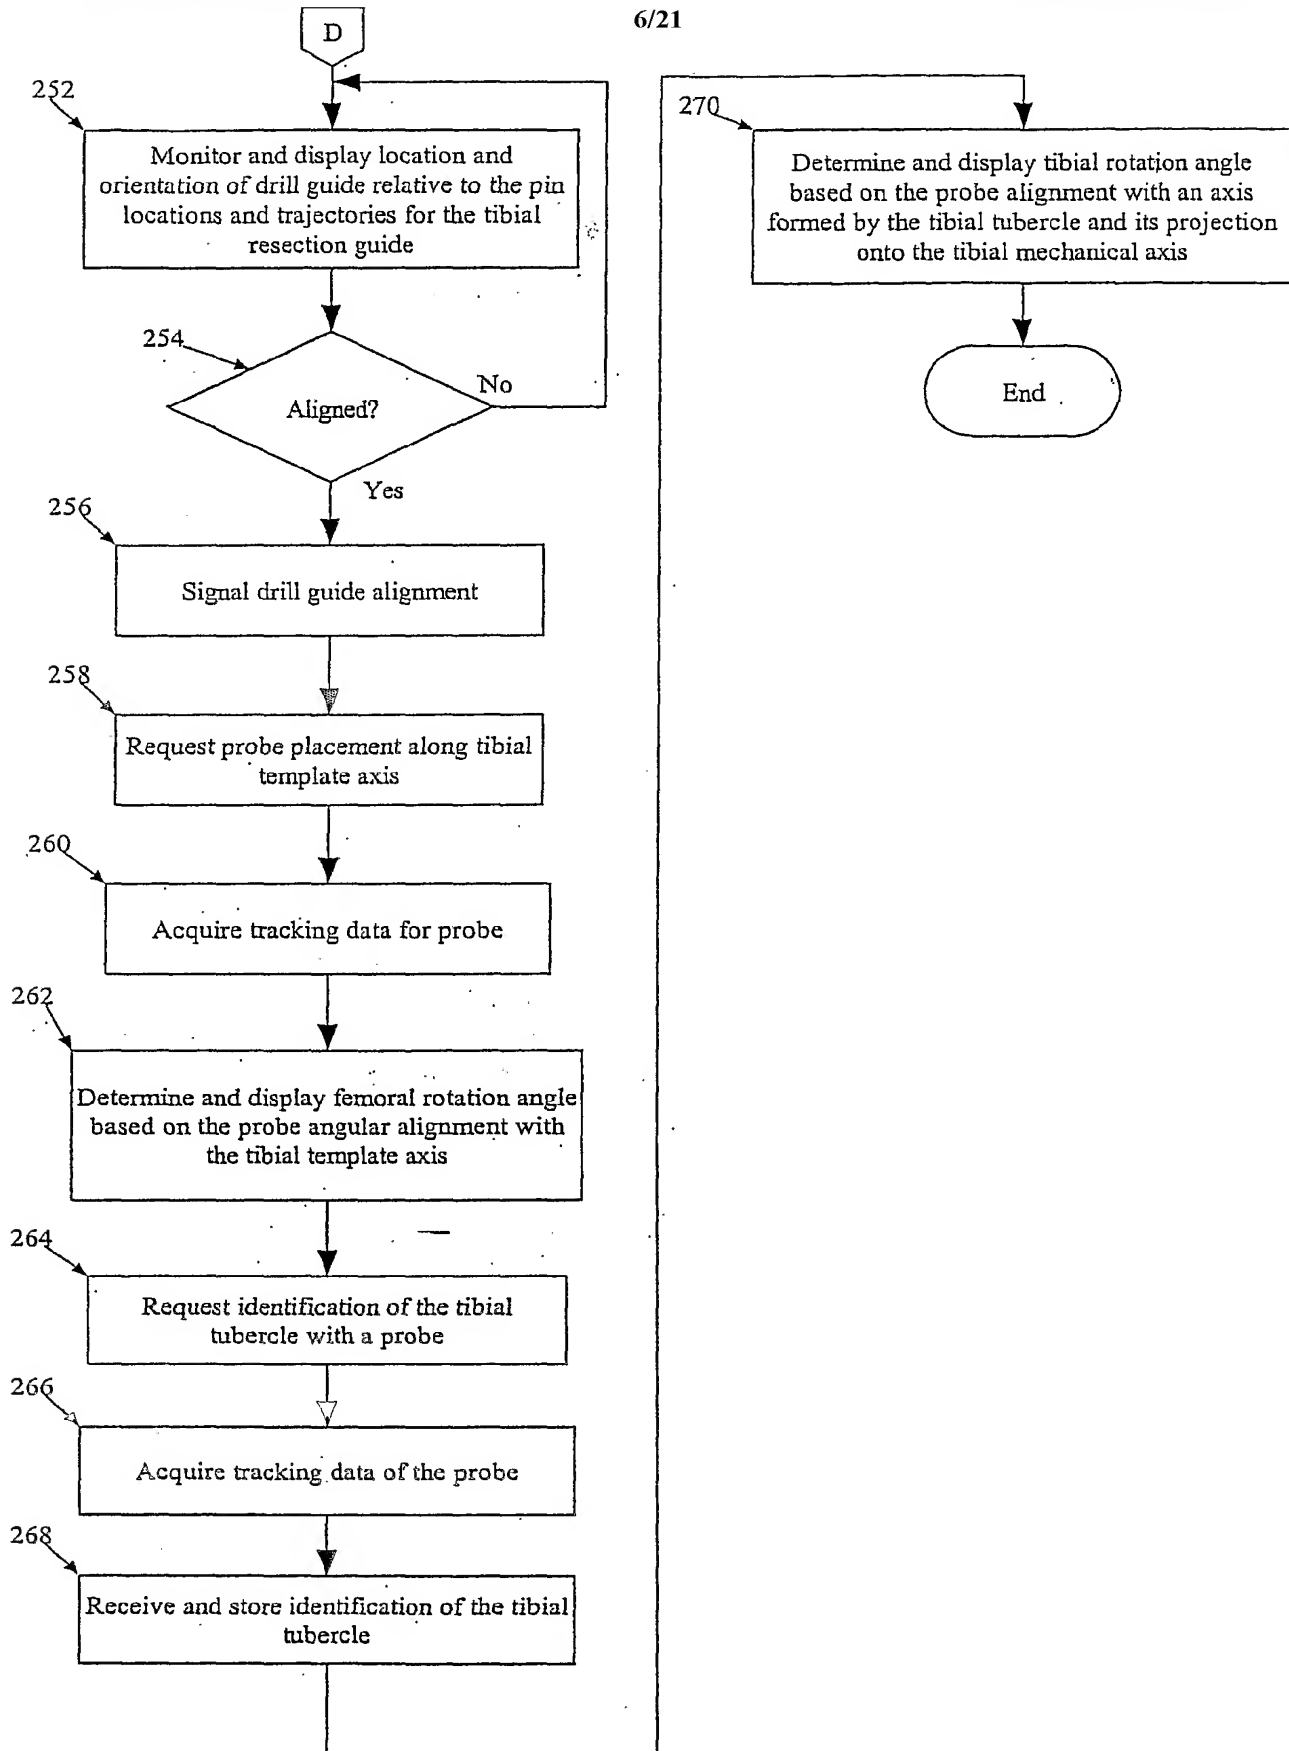 6/21
D
252
Monitor and display location and
orientation of drill guide relative to the pin
locations and trajectories for the tibial
resection guide
254
Aligned?
No
Yes
256
Signal drill guide alignment
258
Request probe placement along tibial
template axis
260
Acquire tracking data for probe
262
Determine and display femoral rotation angle
based on the probe angular alignment with
the tibial template axis
264
Request identification of the tibial
tubercle with a probe
266
Acquire tracking data of the probe
268
Receive and store identification of the tibial
tubercle
270
Determine and display tibial rotation angle
based on the probe alignment with an axis
formed by the tibial tubercle and its projection
onto the tibial mechanical axis
End